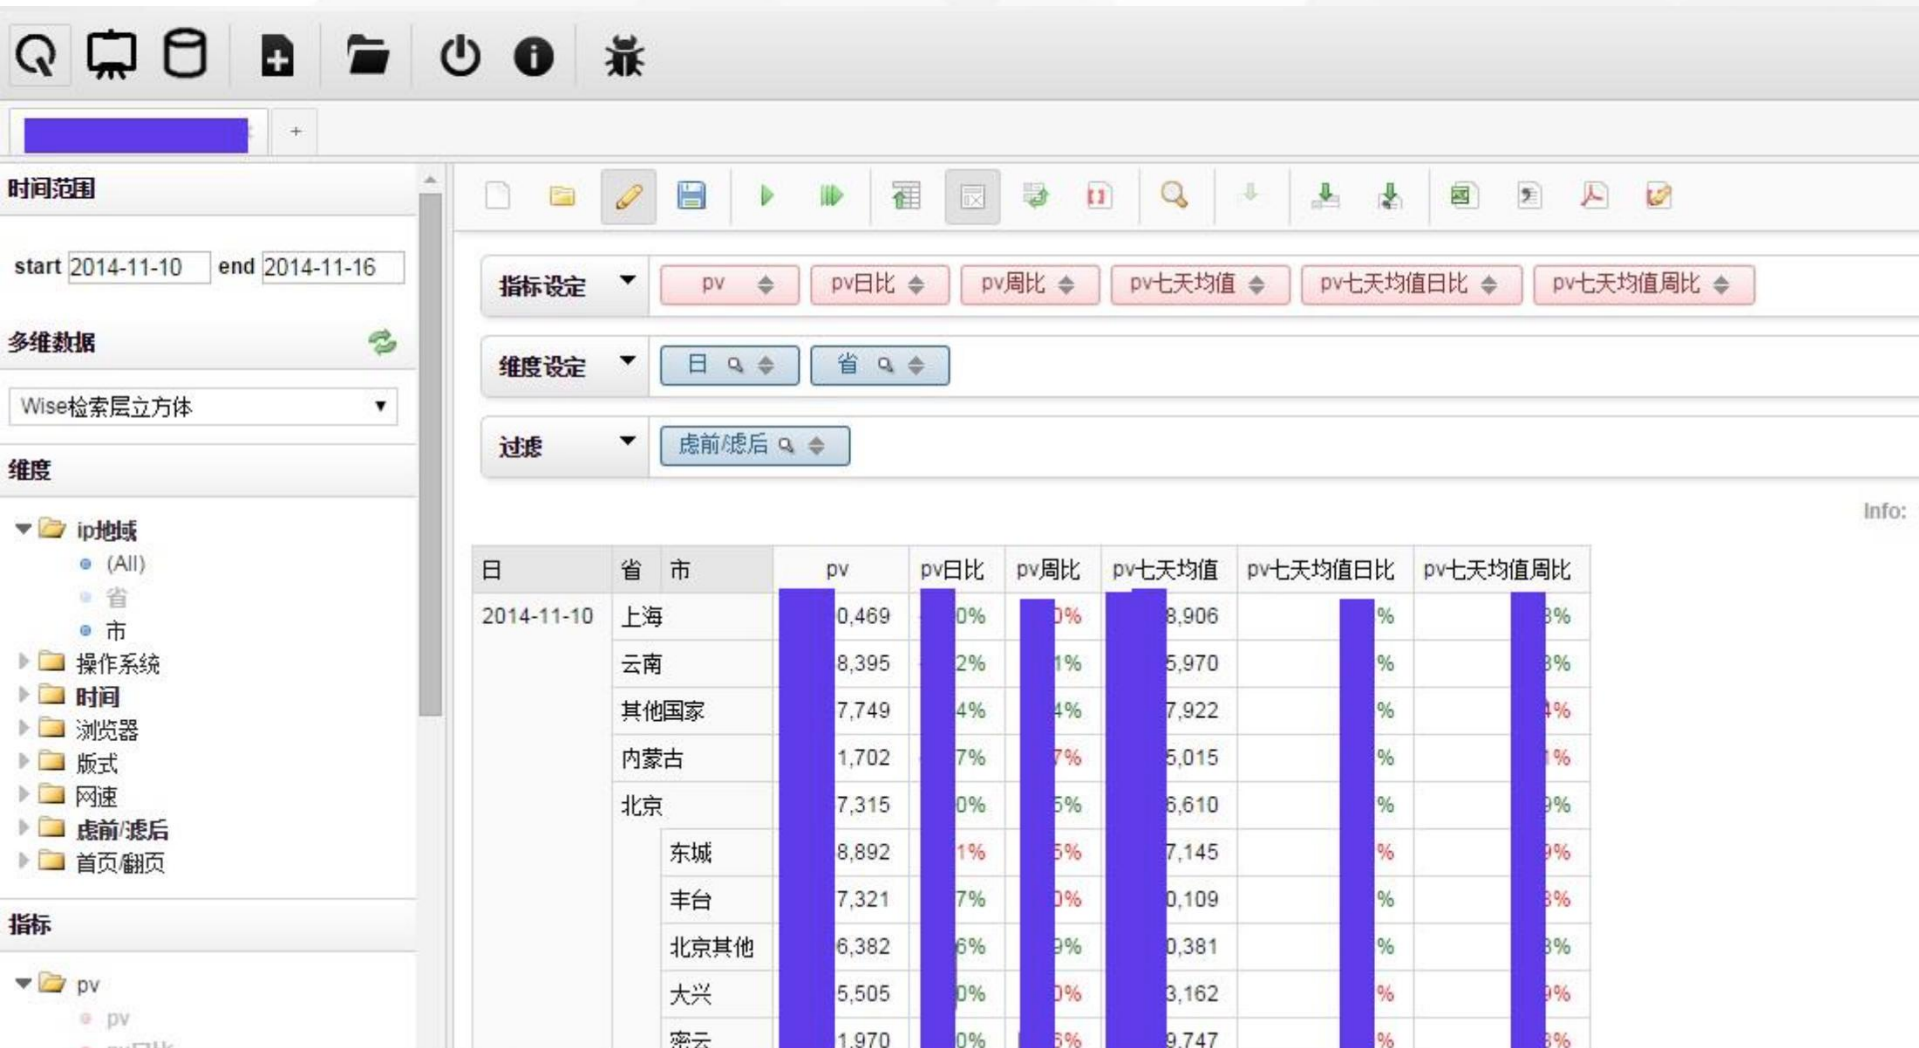 +
时间范围
start 2014-11-10 end 2014-11-16
多维数据
Wise检索层立方体
维度
ip地域
(All)
省
市
操作系统
时间
浏览器
版式
网速
虑前/滤后
首页/翻页
指标
pv
pv
指标设定 pv pv日比 pv周比 pv七天均值 pv七天均值日比 pv七天均值周比
维度设定 日 省
过滤 虑前/滤后
Info:
日 省 市 pv pv日比 pv周比 pv七天均值 pv七天均值日比 pv七天均值周比
2014-11-10 上海 0,469 0% 0% 8,906 % 3%
云南 8,395 2% 1% 5,970 % 3%
其他国家 7,749 4% 4% 7,922 % 4%
内蒙古 1,702 7% 7% 5,015 % 1%
北京 7,315 0% 5% 6,610 % 9%
东城 8,892 1% 5% 7,145 % 9%
丰台 7,321 7% 0% 0,109 % 3%
北京其他 6,382 6% 9% 0,381 % 3%
大兴 5,505 0% 0% 3,162 % 9%
密云 1,970 0% 6% 9,747 % 3%